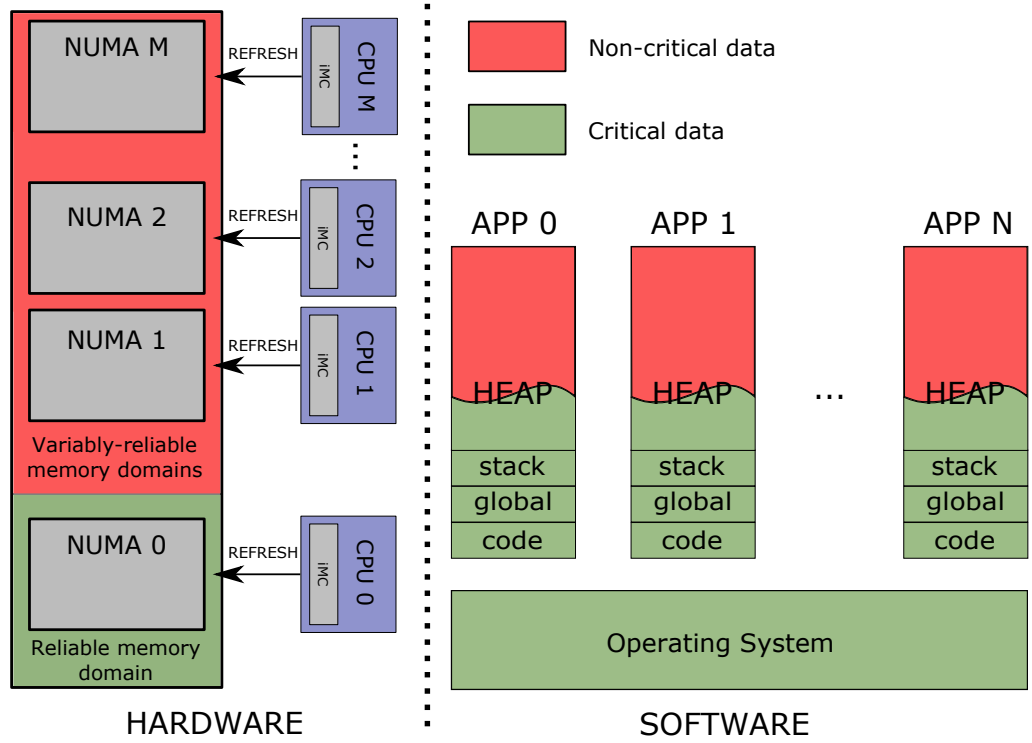 NUMA M
REFRESH
iMC
CPU M
...
NUMA 2
REFRESH
iMC
CPU 2
NUMA 1
REFRESH
iMC
CPU 1
Variably-reliable
memory domains
NUMA 0
REFRESH
iMC
CPU 0
Reliable memory
domain
HARDWARE
Non-critical data
Critical data
APP 0
APP 1
APP N
HEAP
HEAP
...
HEAP
stack
stack
stack
global
global
global
code
code
code
Operating System
SOFTWARE